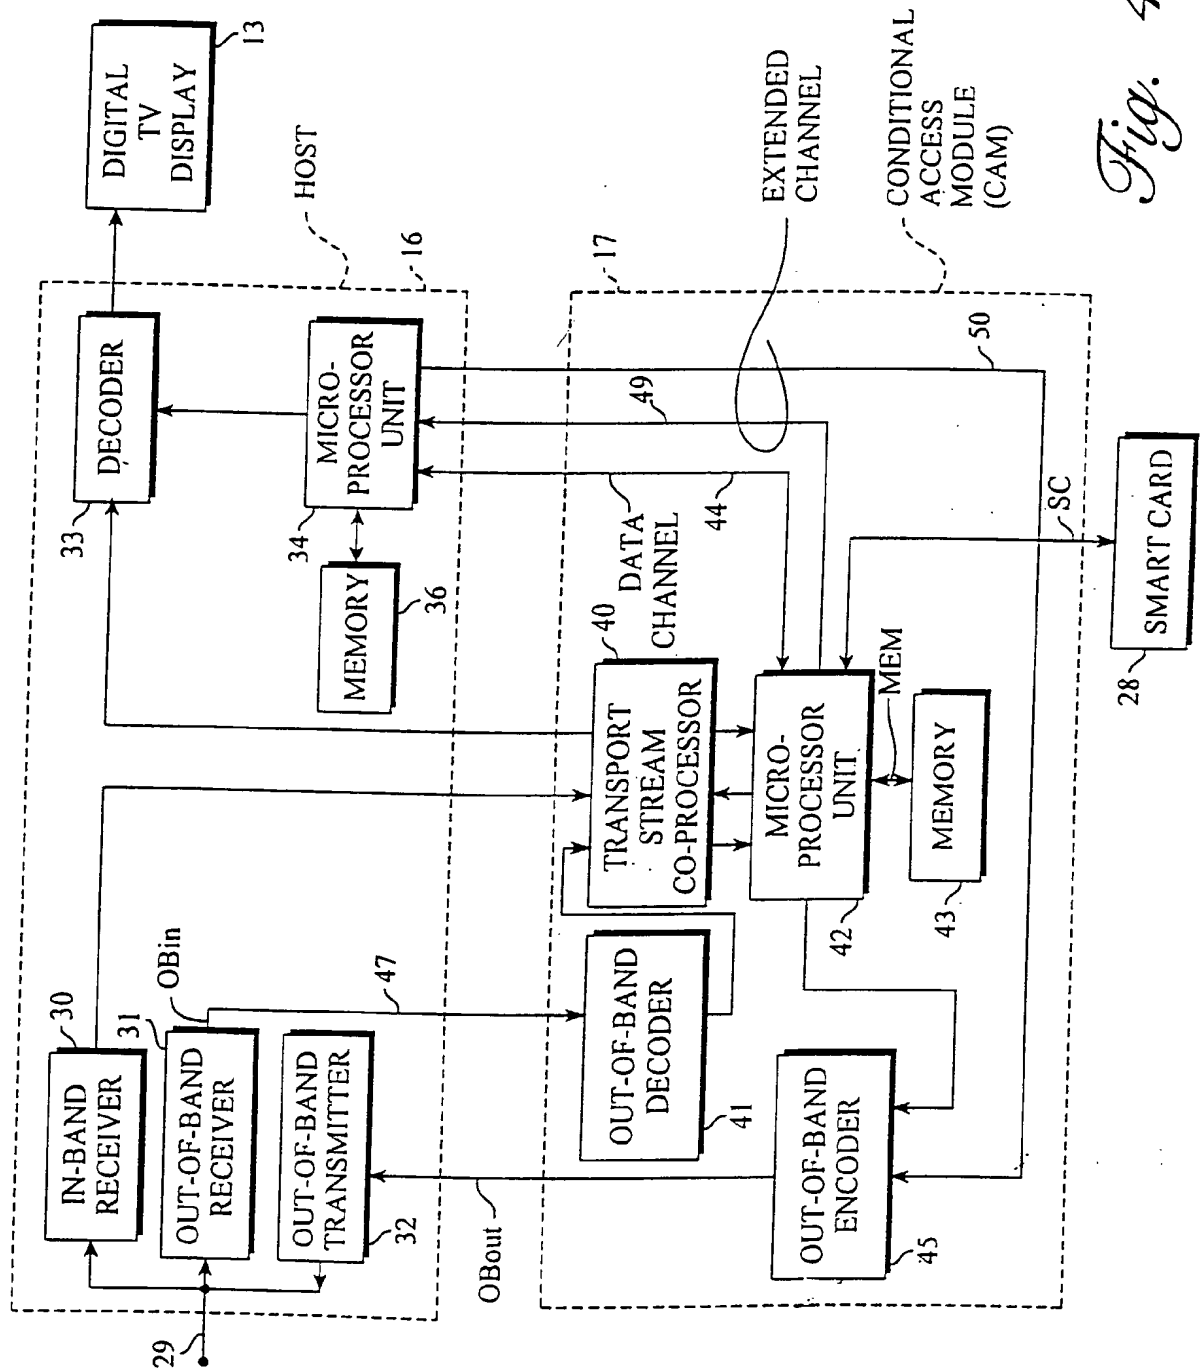 29
IN-BAND
RECEIVER
30
OUT-OF-BAND
RECEIVER
31
OBin
OUT-OF-BAND
TRANSMITTER
32
47
OBout
DECODER
33
MICRO-
PROCESSOR
UNIT
34
MEMORY
36
HOST
16
DIGITAL
TV
DISPLAY
13
OUT-OF-BAND
DECODER
41
TRANSPORT
STREAM
CO-PROCESSOR
40
DATA
CHANNEL
44
49
17
EXTENDED
CHANNEL
OUT-OF-BAND
ENCODER
45
MICRO-
PROCESSOR
UNIT
42
MEM
MEMORY
43
SC
50
CONDITIONAL
ACCESS
MODULE
(CAM)
SMART CARD
28
Fig.